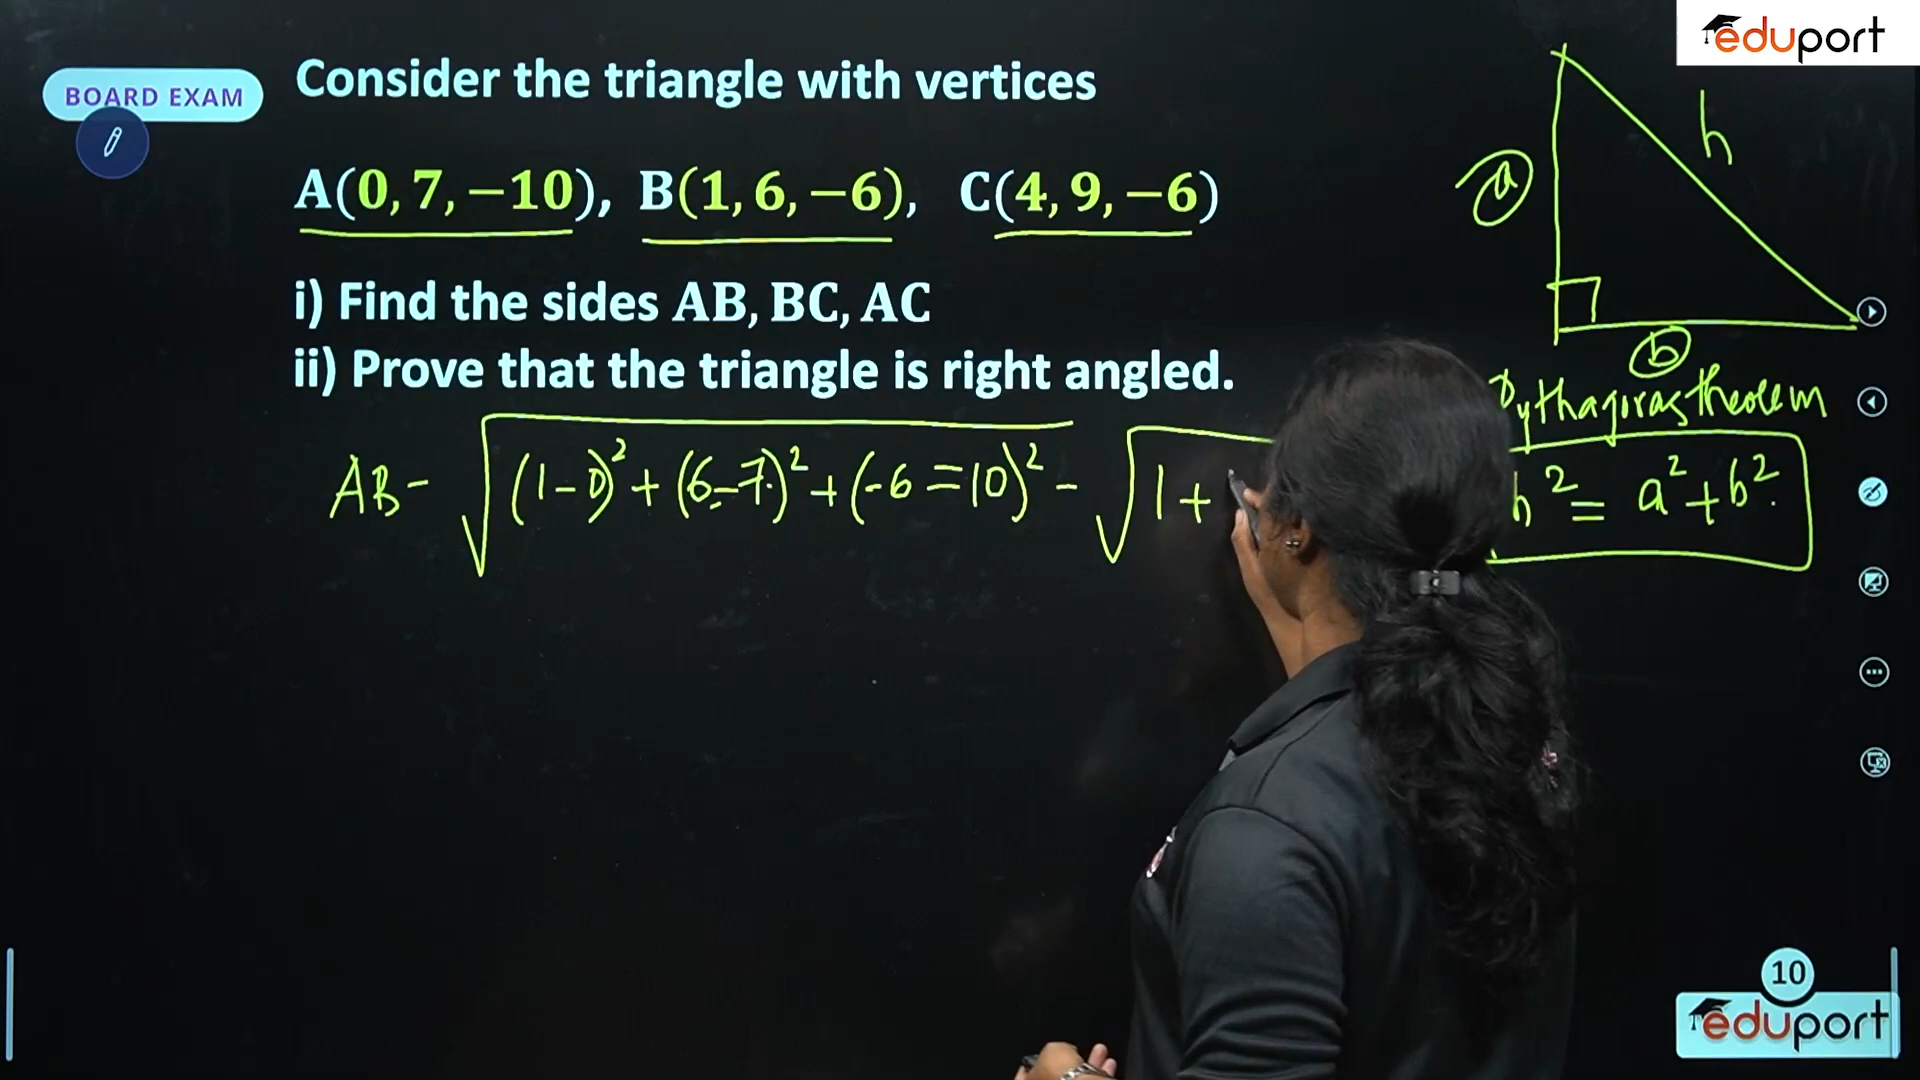 eduport
BOARD EXAM
Consider the triangle with vertices
A(0, 7, −10), B(1, 6, −6), C(4, 9, −6)
i) Find the sides AB, BC, AC
ii) Prove that the triangle is right angled.
a
h
b
Pythagoras theorem
h² = a² + b².
AB - √(1-0)² + (6-7)² + (-6 = 10)² - √1 +
10
eduport